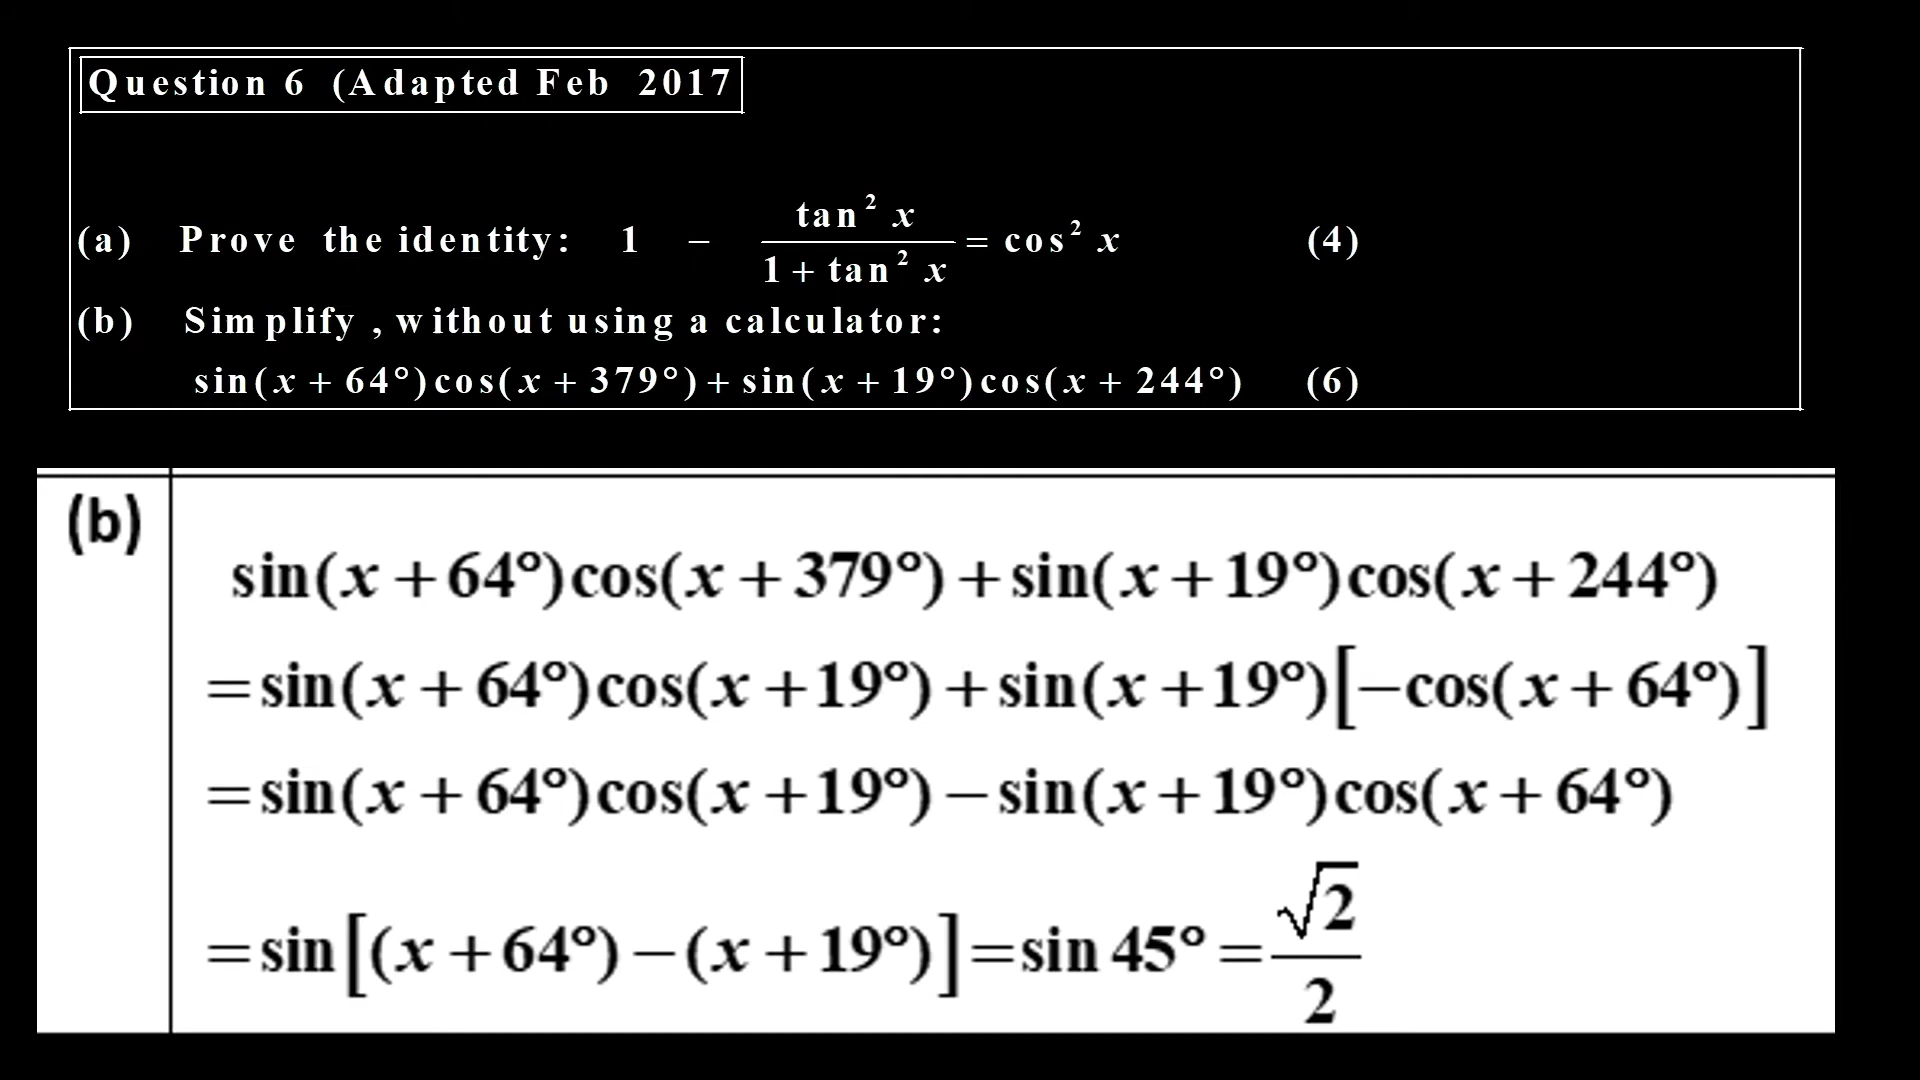 Question 6 (Adapted Feb 2017
(a) Prove the identity: 1 − tan² x / (1 + tan² x) = cos² x (4)
(b) Simplify, without using a calculator:
sin(x + 64°)cos(x + 379°) + sin(x + 19°)cos(x + 244°) (6)
(b)
sin(x + 64°)cos(x + 379°) + sin(x + 19°)cos(x + 244°)
= sin(x + 64°)cos(x + 19°) + sin(x + 19°)[−cos(x + 64°)]
= sin(x + 64°)cos(x + 19°) − sin(x + 19°)cos(x + 64°)
= sin[(x + 64°) − (x + 19°)] = sin 45° = √2 / 2